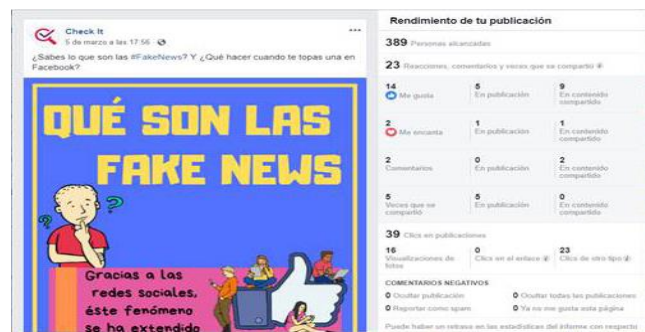 Check It
5 de marzo a las 17:56
¿Sabes lo que son las #FakeNews? Y ¿Qué hacer cuando te topas una en
Facebook?
QUÉ SON LAS
FAKE NEWS
?
?
Gracias a las
redes sociales,
éste fenómeno
se ha extendido
Rendimiento de tu publicación
389 Personas alcanzadas
23 Reacciones, comentarios y veces que se compartió
14 5 9
Me gusta En publicación En contenido
compartido
2 1 1
Me encanta En publicación En contenido
compartido
2 0 2
Comentarios En publicación En contenido
compartido
5 5 0
Veces que se En publicación En contenido
compartió compartido
39 Clics en publicaciones
16 0 23
Visualizaciones de Clics en el enlace Clics de otro tipo
fotos
COMENTARIOS NEGATIVOS
0 Ocultar publicación 0 Ocultar todas las publicaciones
0 Reportar como spam 0 Ya no me gusta esta página
Puede haber un retraso en las estadísticas del informe con respecto